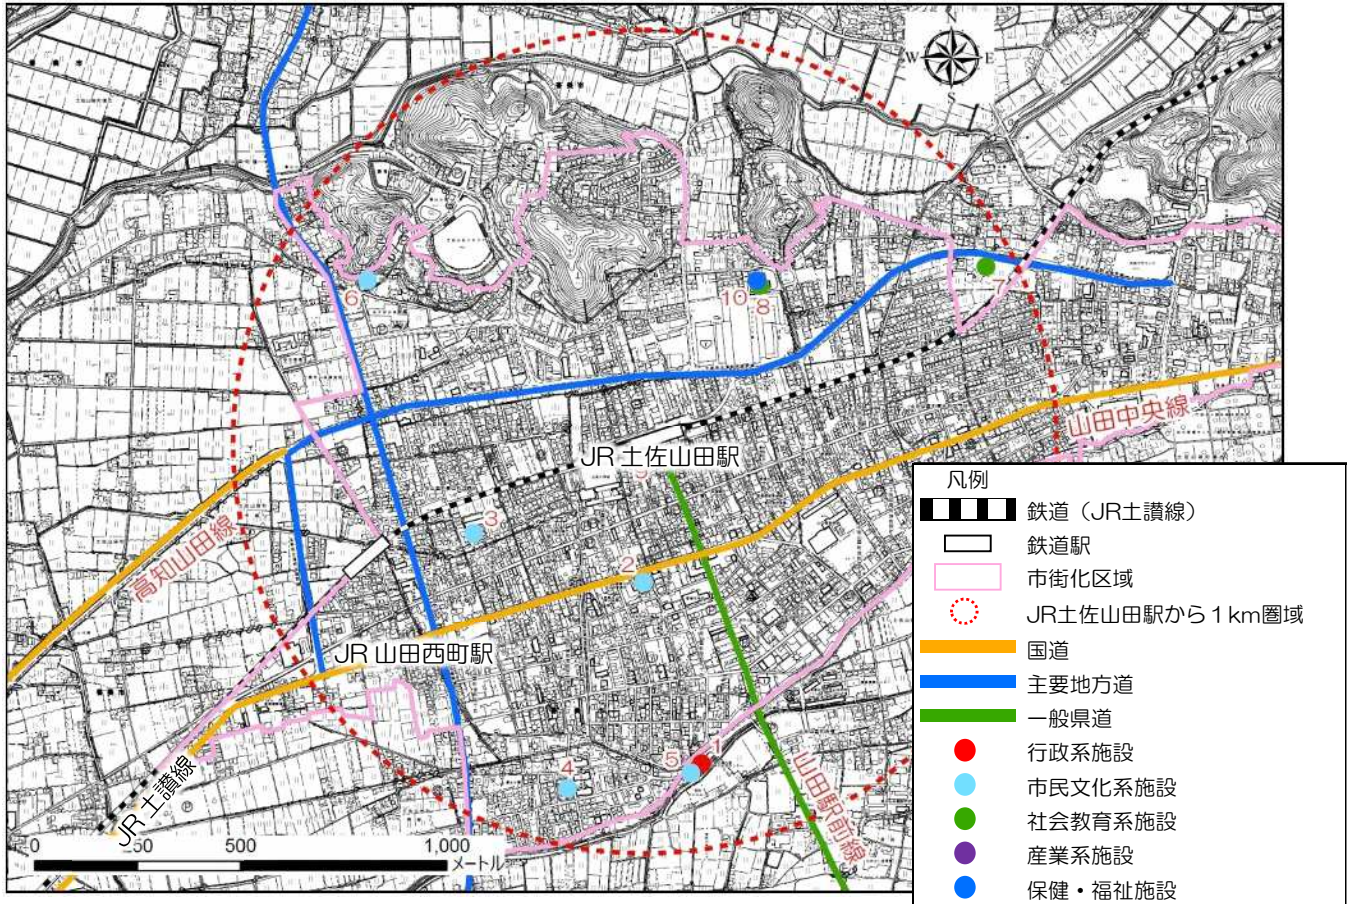 N
W
E
S
6
10
8
7
山田中央線
JR 土佐山田駅
9
3
高知山田線
2
JR 山田西町駅
5
1
4
山田駅前線
JR 土讃線
0
250
500
1,000
メートル
凡例
鉄道（JR土讃線）
鉄道駅
市街化区域
JR土佐山田駅から１km圏域
国道
主要地方道
一般県道
行政系施設
市民文化系施設
社会教育系施設
産業系施設
保健・福祉施設